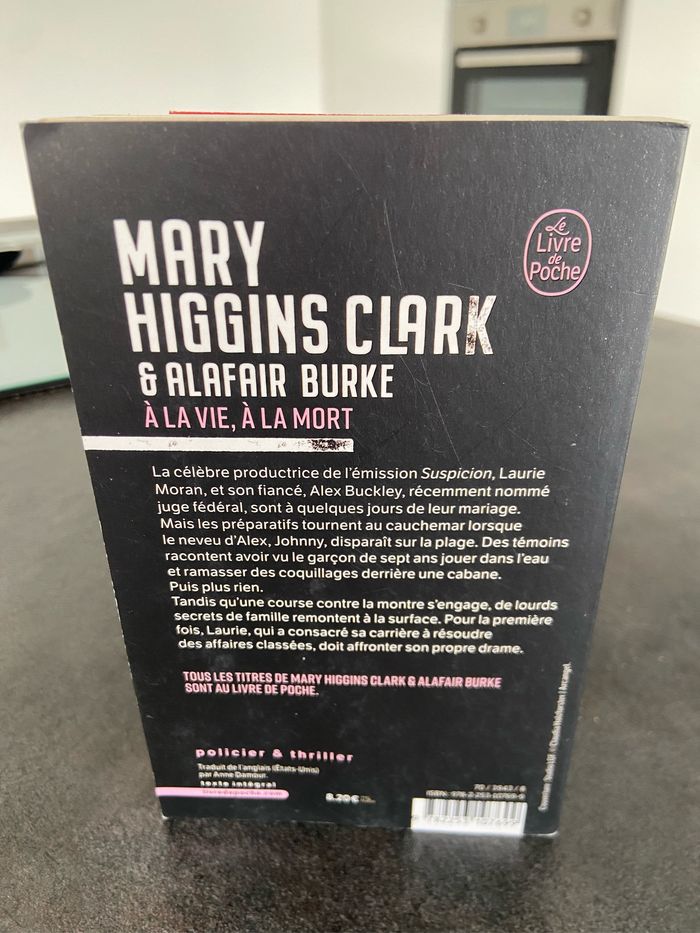 MARY
HIGGINS CLARK
& ALAFAIR BURKE
À LA VIE, À LA MORT
Le
Livre
de
Poche
La célèbre productrice de l'émission Suspicion, Laurie
Moran, et son fiancé, Alex Buckley, récemment nommé
juge fédéral, sont à quelques jours de leur mariage.
Mais les préparatifs tournent au cauchemar lorsque
le neveu d'Alex, Johnny, disparaît sur la plage. Des témoins
racontent avoir vu le garçon de sept ans jouer dans l'eau
et ramasser des coquillages derrière une cabane.
Puis plus rien.
Tandis qu'une course contre la montre s'engage, de lourds
secrets de famille remontent à la surface. Pour la première
fois, Laurie, qui a consacré sa carrière à résoudre
des affaires classées, doit affronter son propre drame.
TOUS LES TITRES DE MARY HIGGINS CLARK & ALAFAIR BURKE
SONT AU LIVRE DE POCHE.
policier & thriller
Traduit de l'anglais (États-Unis)
par Anne Damour.
texte intégral
livredepoche.com
8,20 €